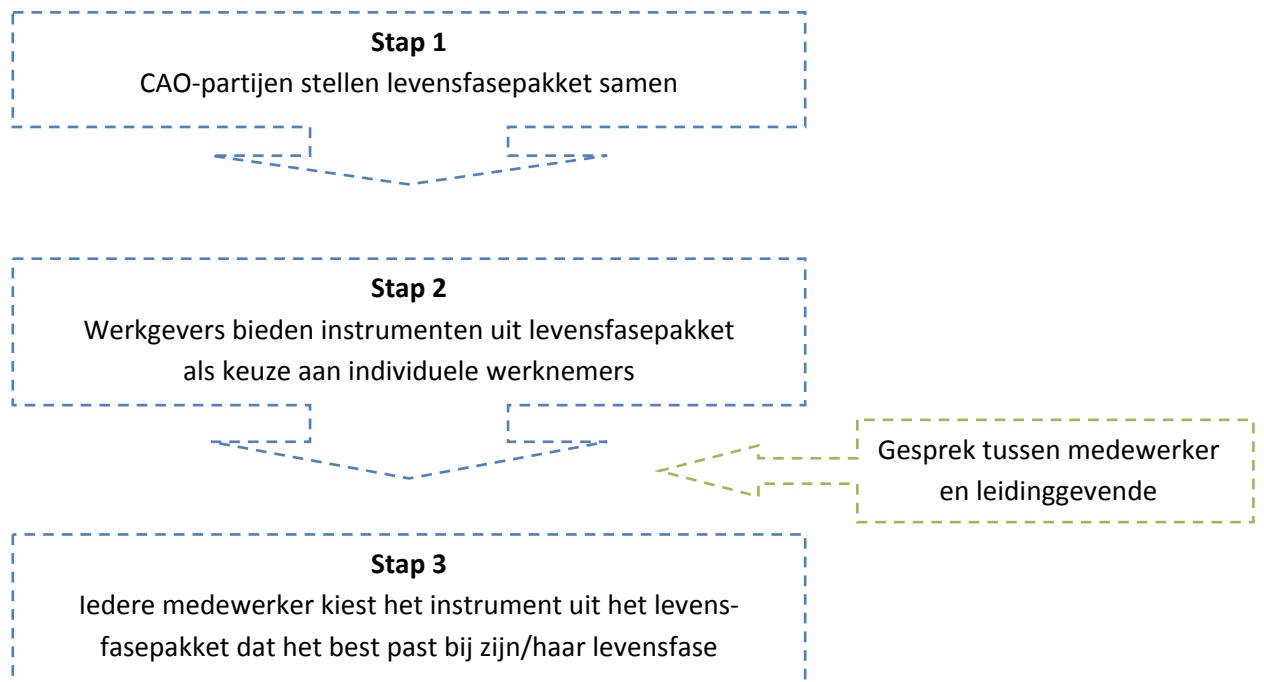 Stap 1
CAO-partijen stellen levensfasepakket samen
Stap 2
Werkgevers bieden instrumenten uit levensfasepakket
als keuze aan individuele werknemers
Gesprek tussen medewerker
en leidinggevende
Stap 3
Iedere medewerker kiest het instrument uit het levens-
fasepakket dat het best past bij zijn/haar levensfase